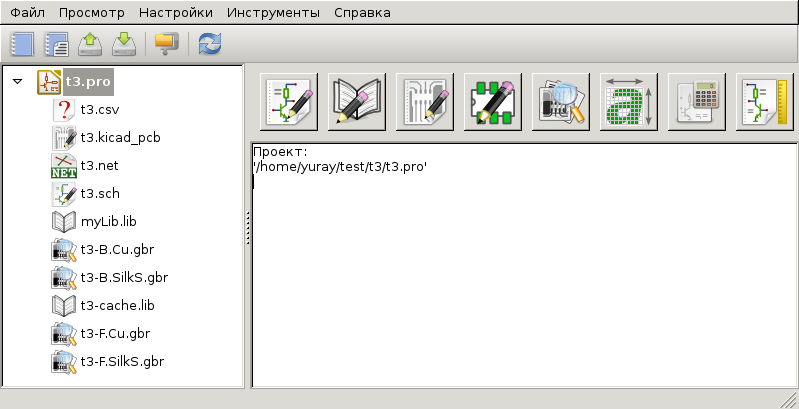 Файл Просмотр Настройки Инструменты Справка
t3.pro
t3.csv
t3.kicad_pcb
NET
t3.net
t3.sch
myLib.lib
t3-B.Cu.gbr
t3-B.SilkS.gbr
t3-cache.lib
t3-F.Cu.gbr
t3-F.SilkS.gbr
a
Проект:
'/home/yuray/test/t3/t3.pro'